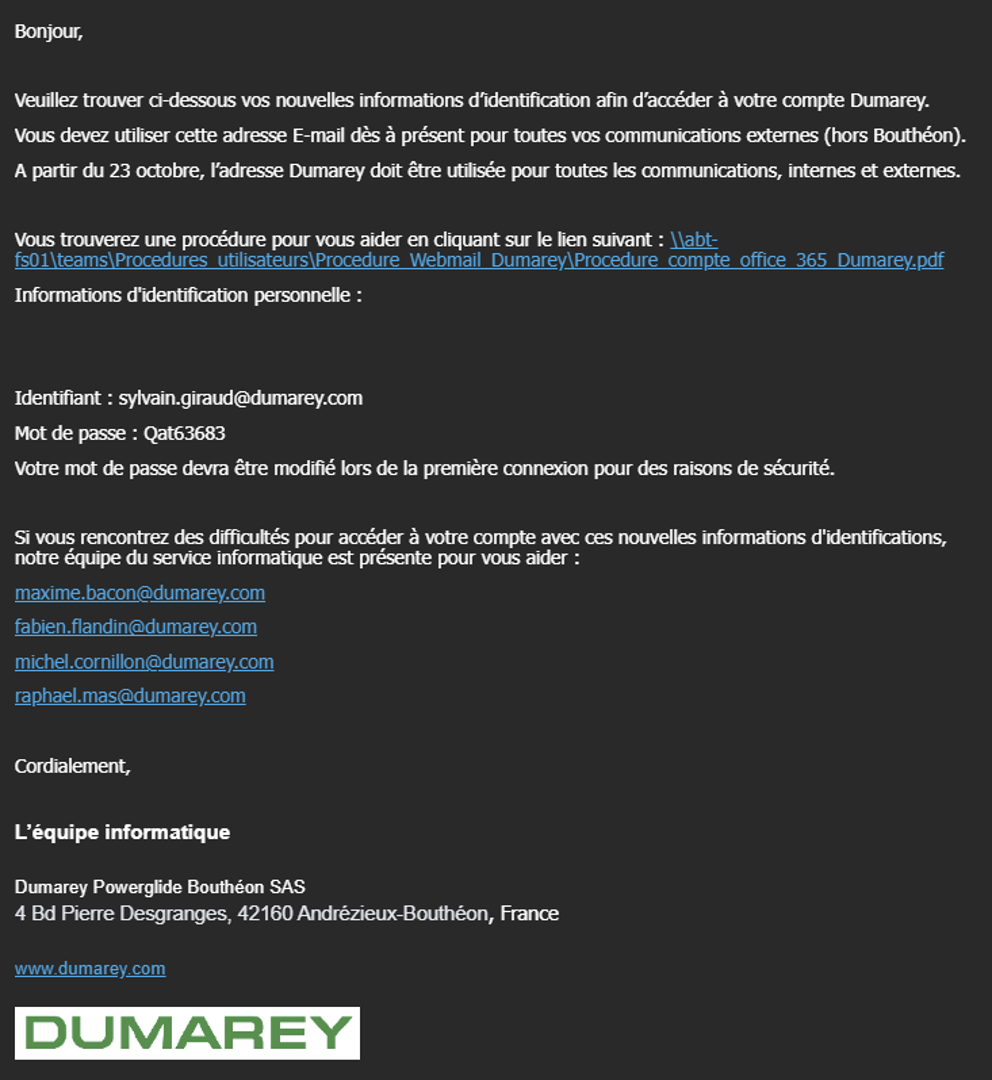 Bonjour,
Veuillez trouver ci-dessous vos nouvelles informations d’identification afin d’accéder à votre compte Dumarey.
Vous devez utiliser cette adresse E-mail dès à présent pour toutes vos communications externes (hors Bouthéon).
A partir du 23 octobre, l’adresse Dumarey doit être utilisée pour toutes les communications, internes et externes.
Vous trouverez une procédure pour vous aider en cliquant sur le lien suivant : \\abt-
fs01\teams\Procedures_utilisateurs\Procedure_Webmail_Dumarey\Procedure_compte_office_365_Dumarey.pdf
Informations d'identification personnelle :
Identifiant : sylvain.giraud@dumarey.com
Mot de passe : Qat63683
Votre mot de passe devra être modifié lors de la première connexion pour des raisons de sécurité.
Si vous rencontrez des difficultés pour accéder à votre compte avec ces nouvelles informations d'identifications,
notre équipe du service informatique est présente pour vous aider :
maxime.bacon@dumarey.com
fabien.flandin@dumarey.com
michel.cornillon@dumarey.com
raphael.mas@dumarey.com
Cordialement,
L’équipe informatique
Dumarey Powerglide Bouthéon SAS
4 Bd Pierre Desgranges, 42160 Andrézieux-Bouthéon, France
www.dumarey.com
DUMAREY